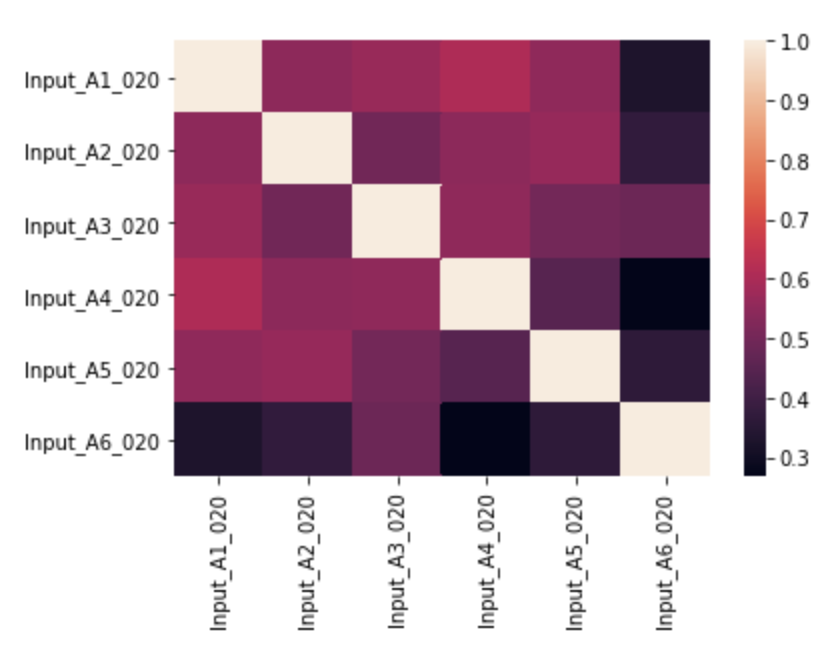 Input_A1_020
Input_A2_020
Input_A3_020
Input_A4_020
Input_A5_020
Input_A6_020
Input_A1_020
Input_A2_020
Input_A3_020
Input_A4_020
Input_A5_020
Input_A6_020
1.0
0.9
0.8
0.7
0.6
0.5
0.4
0.3